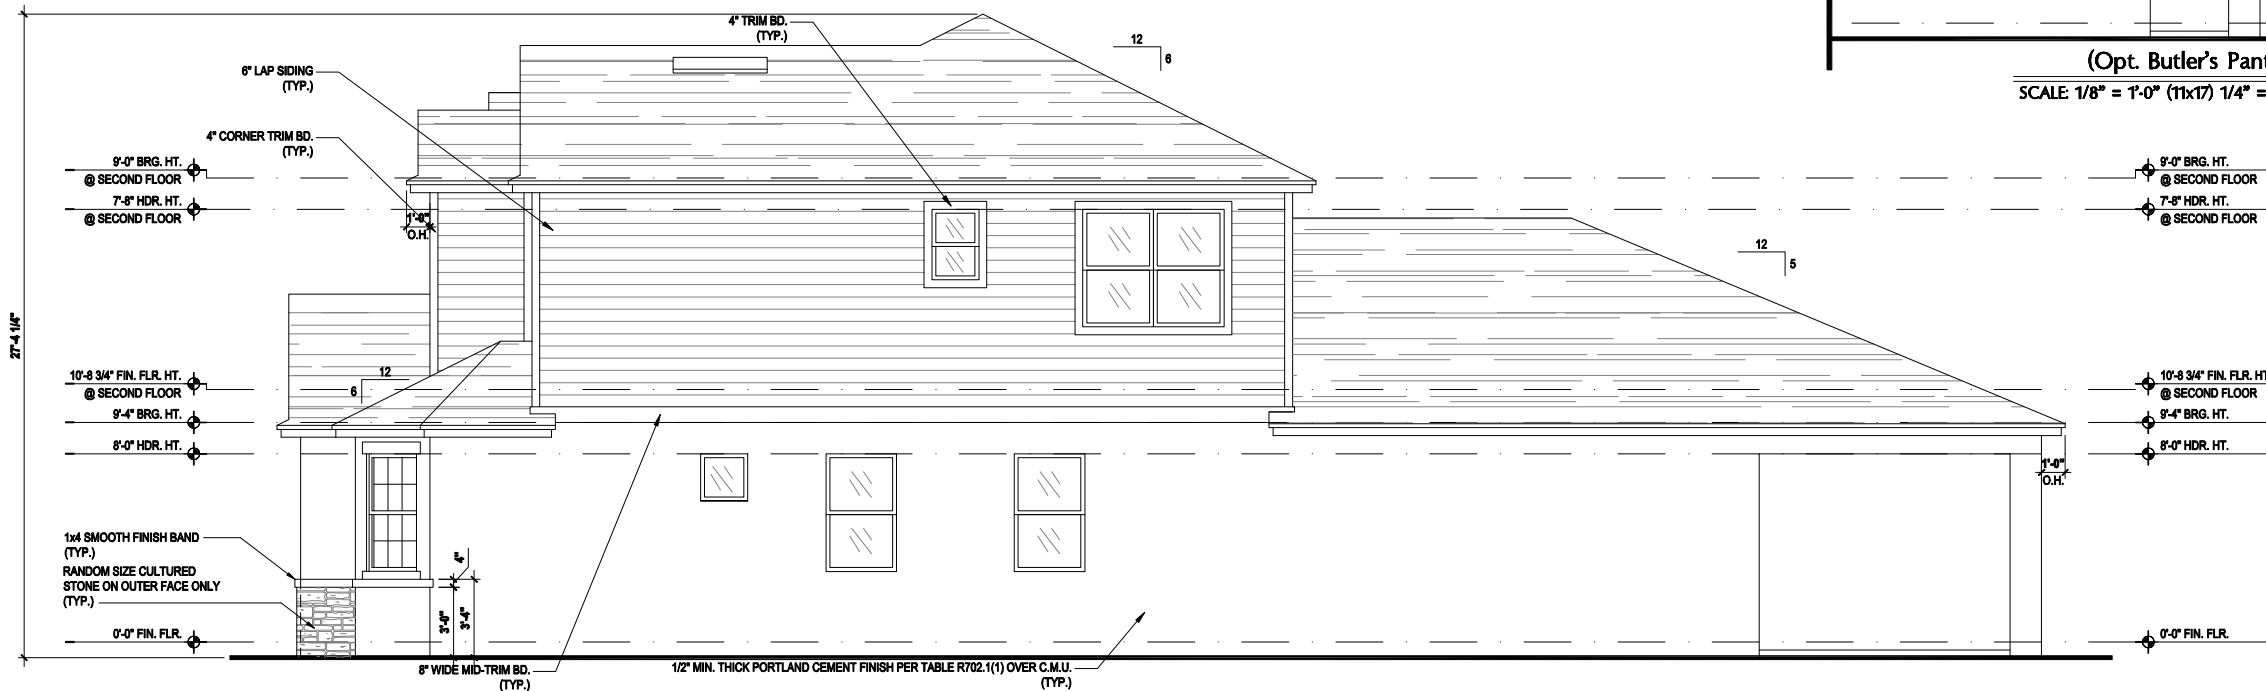 4" TRIM BD.
(TYP.)
12
6
(Opt. Butler's Pant
SCALE: 1/8" = 1'-0" (11x17) 1/4" =
6" LAP SIDING
(TYP.)
4" CORNER TRIM BD.
(TYP.)
9'-0" BRG. HT.
@ SECOND FLOOR
7'-8" HDR. HT.
@ SECOND FLOOR
1'-0"
O.H.
9'-0" BRG. HT.
@ SECOND FLOOR
7'-8" HDR. HT.
@ SECOND FLOOR
12
5
27'-4 1/4"
10'-8 3/4" FIN. FLR. HT.
@ SECOND FLOOR
12
6
9'-4" BRG. HT.
8'-0" HDR. HT.
10'-8 3/4" FIN. FLR. HT
@ SECOND FLOOR
9'-4" BRG. HT.
8'-0" HDR. HT.
1'-0"
O.H.
1x4 SMOOTH FINISH BAND
(TYP.)
RANDOM SIZE CULTURED
STONE ON OUTER FACE ONLY
(TYP.)
4"
3'-0"
3'-4"
0'-0" FIN. FLR.
0'-0" FIN. FLR.
8" WIDE MID-TRIM BD.
(TYP.)
1/2" MIN. THICK PORTLAND CEMENT FINISH PER TABLE R702.1(1) OVER C.M.U.
(TYP.)